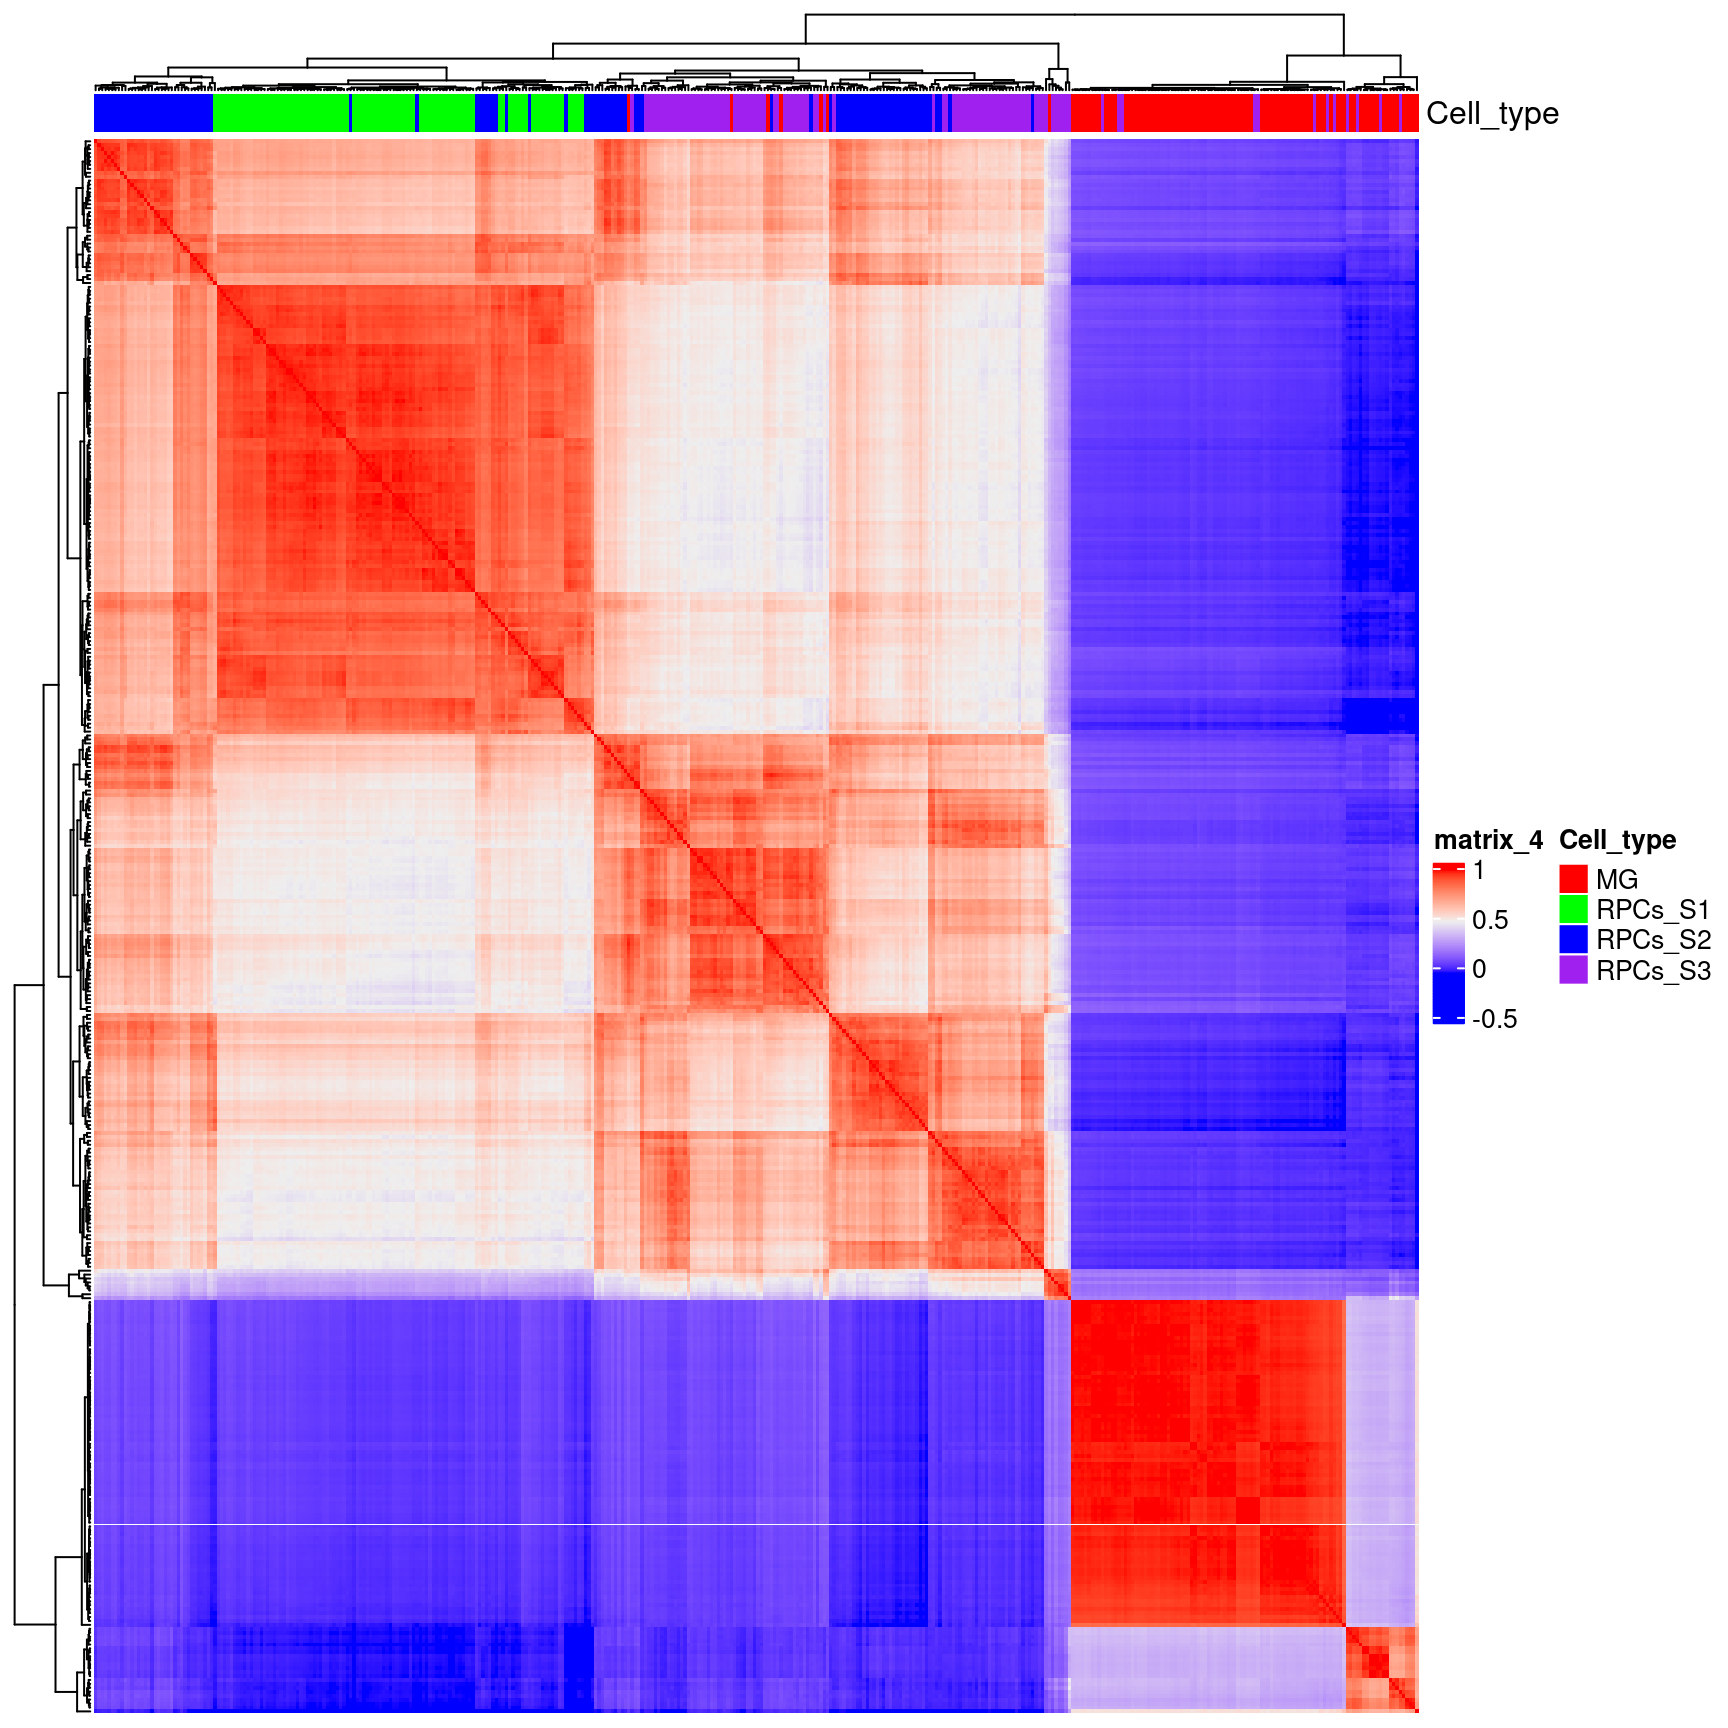 Cell_type
matrix_4
1
0.5
0
-0.5
Cell_type
MG
RPCs_S1
RPCs_S2
RPCs_S3